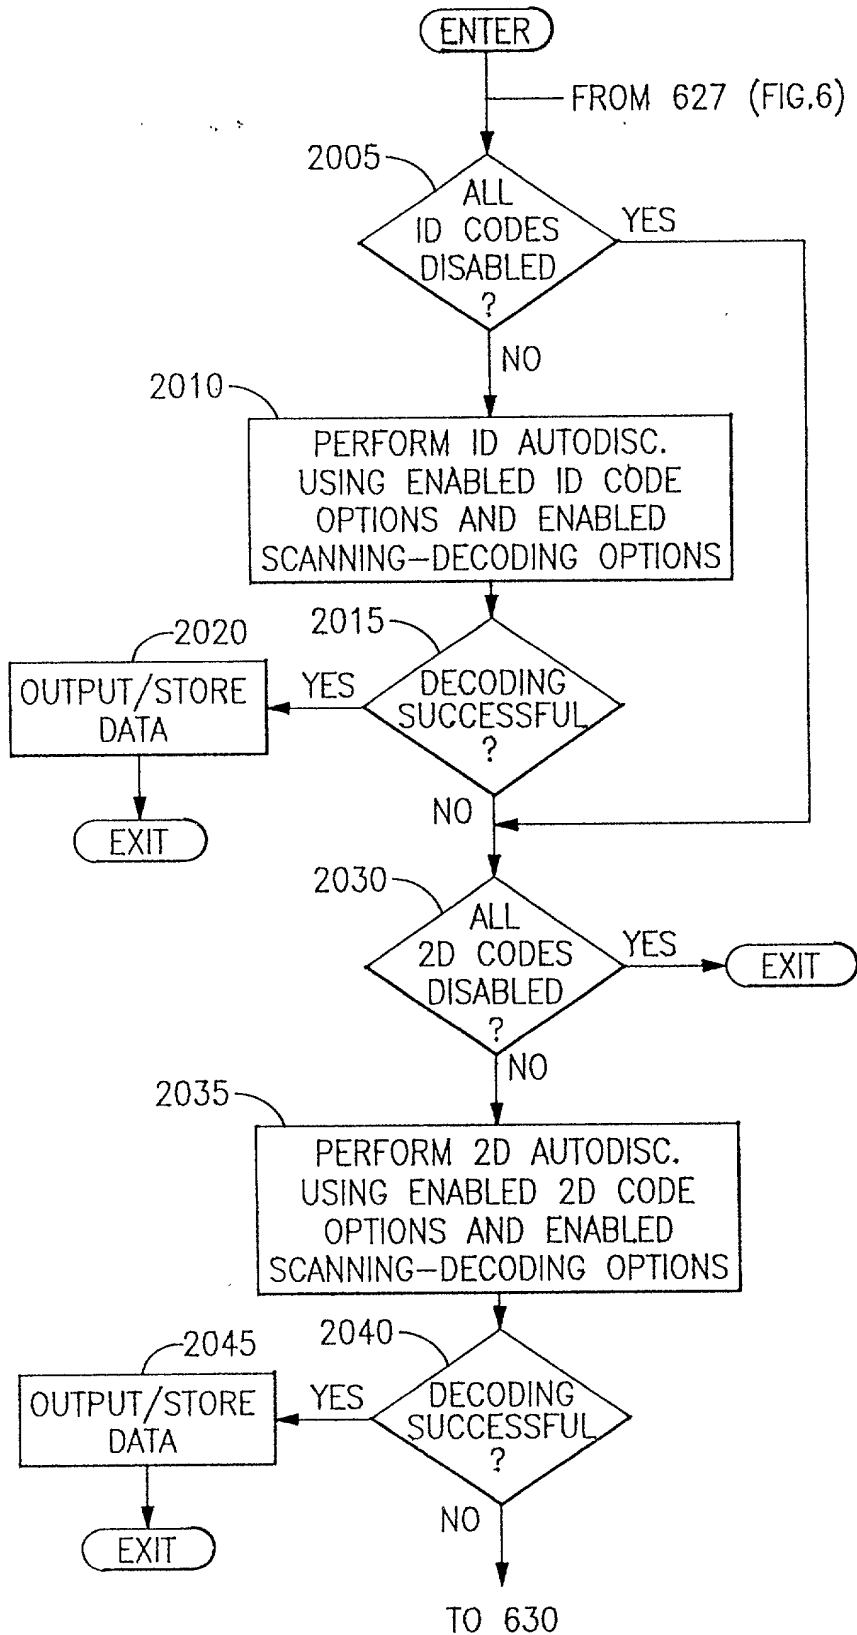 ENTER
FROM 627 (FIG.6)
2005
ALL
ID CODES
DISABLED
?
YES
NO
2010
PERFORM ID AUTODISC.
USING ENABLED ID CODE
OPTIONS AND ENABLED
SCANNING-DECODING OPTIONS
2015
DECODING
SUCCESSFUL
?
YES
2020
OUTPUT/STORE
DATA
EXIT
NO
2030
ALL
2D CODES
DISABLED
?
YES
EXIT
NO
2035
PERFORM 2D AUTODISC.
USING ENABLED 2D CODE
OPTIONS AND ENABLED
SCANNING-DECODING OPTIONS
2040
DECODING
SUCCESSFUL
?
YES
2045
OUTPUT/STORE
DATA
EXIT
NO
TO 630